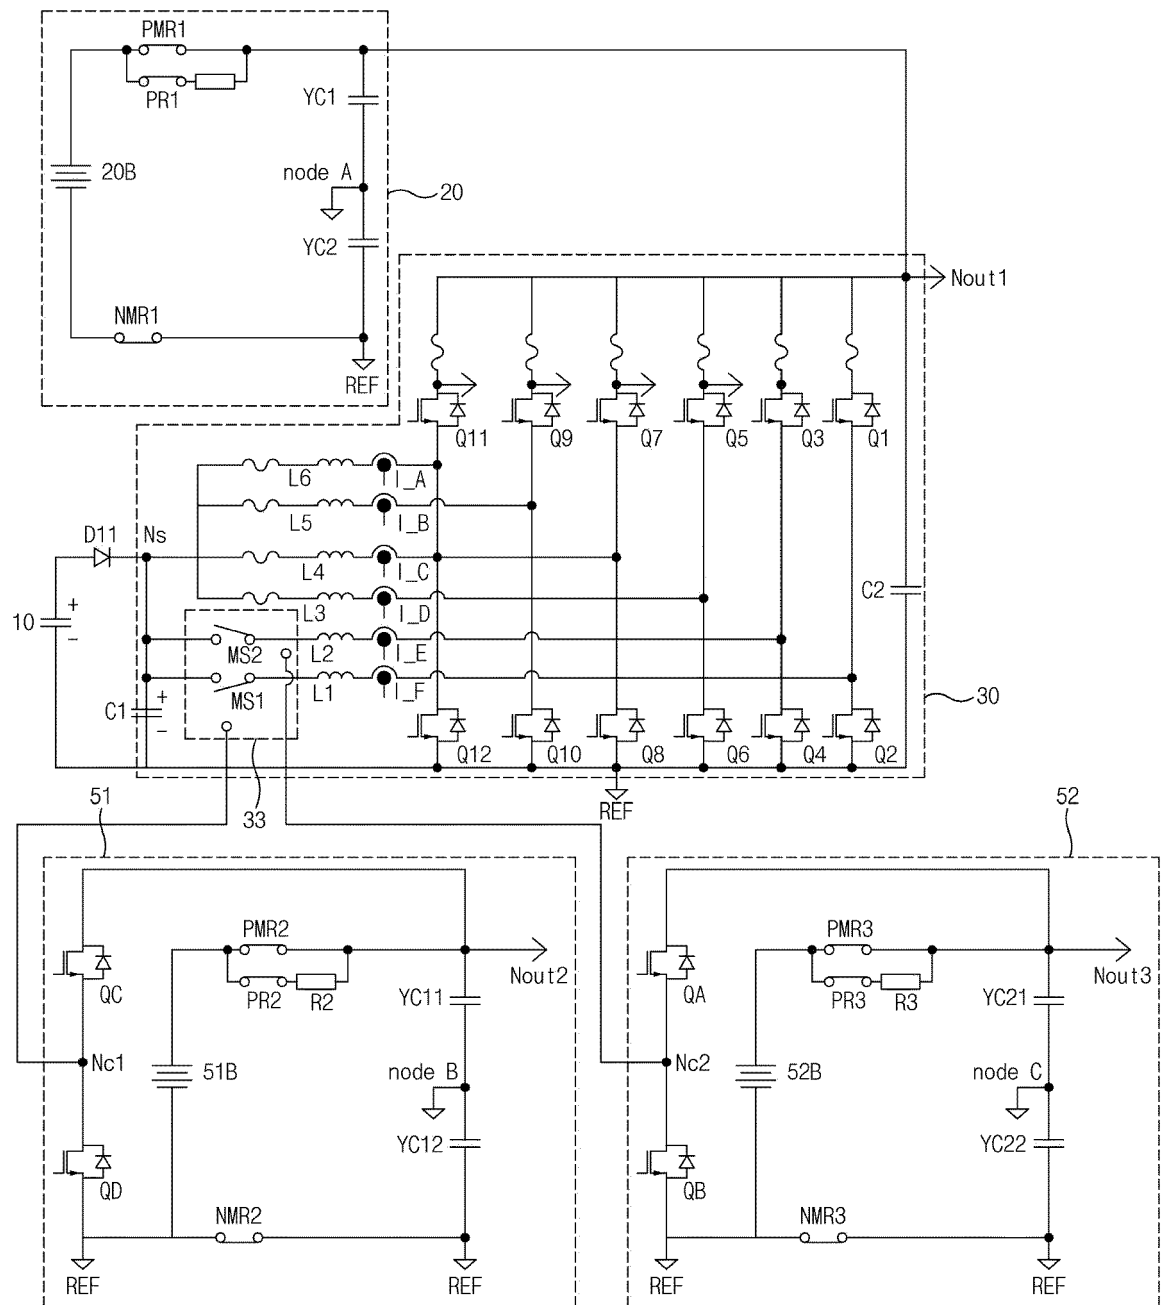 PMR1
PR1
YC1
20B
node A
20
YC2
NMR1
REF
Nout1
Q11
Q9
Q7
Q5
Q3
Q1
L6
I_A
L5
I_B
D11
Ns
L4
I_C
C2
10
+
−
L3
I_D
MS2
L2
I_E
MS1
L1
I_F
C1
+
−
30
Q12
Q10
Q8
Q6
Q4
Q2
REF
33
51
52
PMR2
Nout2
QC
PR2
R2
YC11
Nc1
51B
node B
YC12
QD
NMR2
REF
REF
PMR3
Nout3
QA
PR3
R3
YC21
Nc2
52B
node C
YC22
QB
NMR3
REF
REF